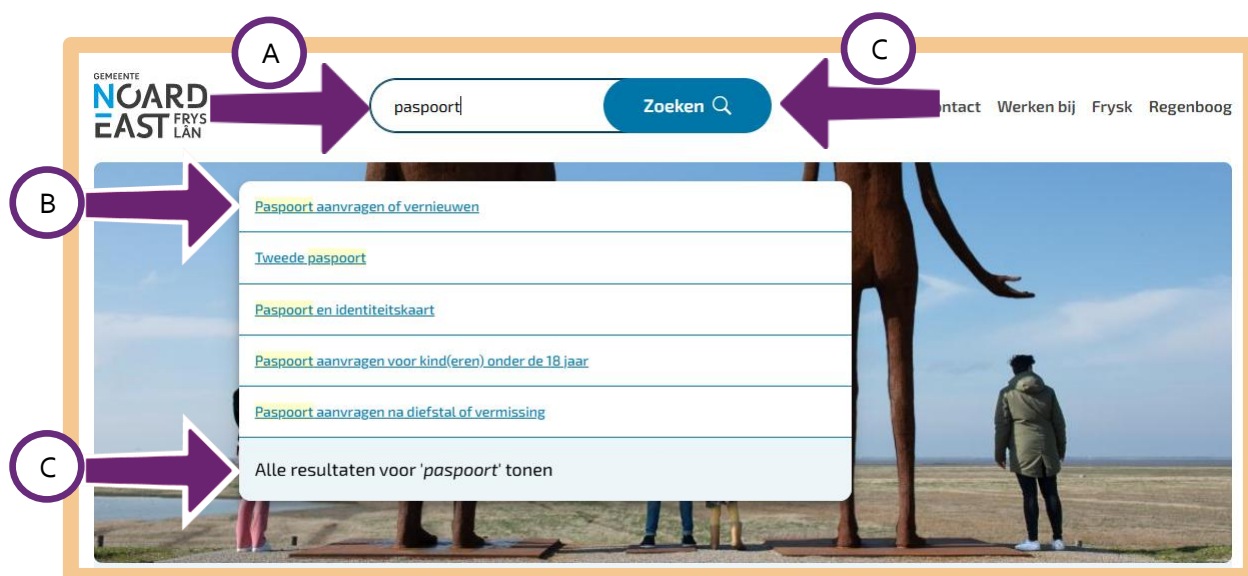 A
C
GEMEENTE
NOARD
EAST FRYS
LÂN
paspoort
Zoeken
ntact Werken bij Frysk Regenboog
B
Paspoort aanvragen of vernieuwen
Tweede paspoort
Paspoort en identiteitskaart
Paspoort aanvragen voor kind(eren) onder de 18 jaar
Paspoort aanvragen na diefstal of vermissing
C
Alle resultaten voor 'paspoort' tonen